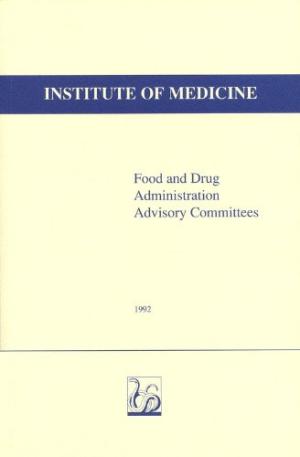 INSTITUTE OF MEDICINE
Food and Drug
Administration
Advisory Committees
1992